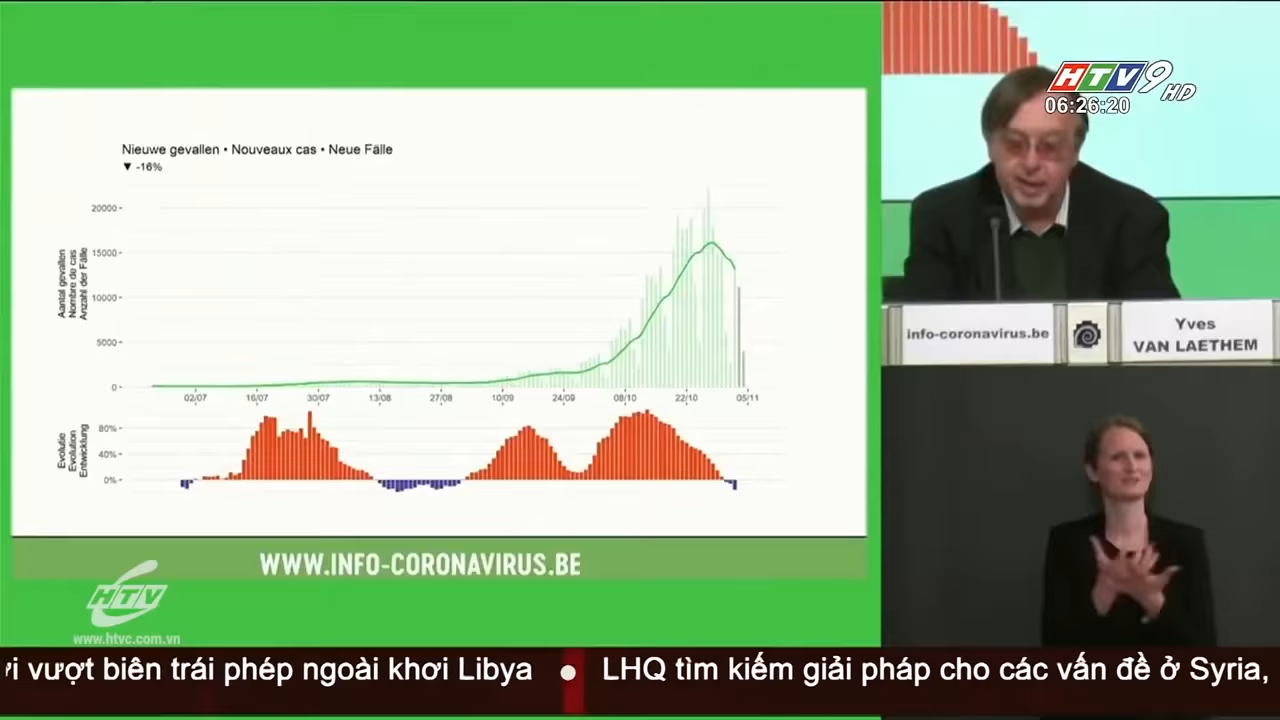 HTV9 HD
06:26:20
Nieuwe gevallen • Nouveaux cas • Neue Fälle
▼ -16%
Aantal gevallen
Nombre de cas
Anzahl der Fälle
20000
15000
10000
5000
0
02/07 16/07 30/07 13/08 27/08 10/09 24/09 08/10 22/10 05/11
Evolutie
Evolution
Entwicklung
80%
40%
0%
info-coronavirus.be
Yves
VAN LAETHEM
WWW.INFO-CORONAVIRUS.BE
HTV
www.htvc.com.vn
vượt biên trái phép ngoài khơi Libya ● LHQ tìm kiếm giải pháp cho các vấn đề ở Syria,